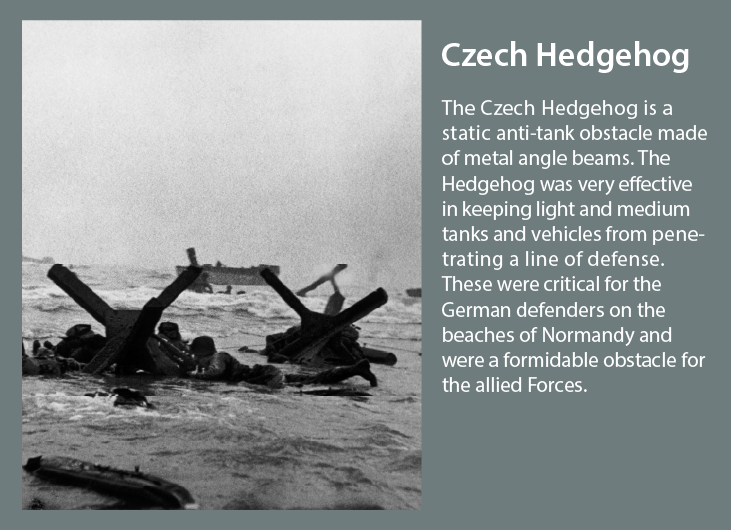 Czech Hedgehog
The Czech Hedgehog is a
static anti-tank obstacle made
of metal angle beams. The
Hedgehog was very effective
in keeping light and medium
tanks and vehicles from pene-
trating a line of defense.
These were critical for the
German defenders on the
beaches of Normandy and
were a formidable obstacle for
the allied Forces.